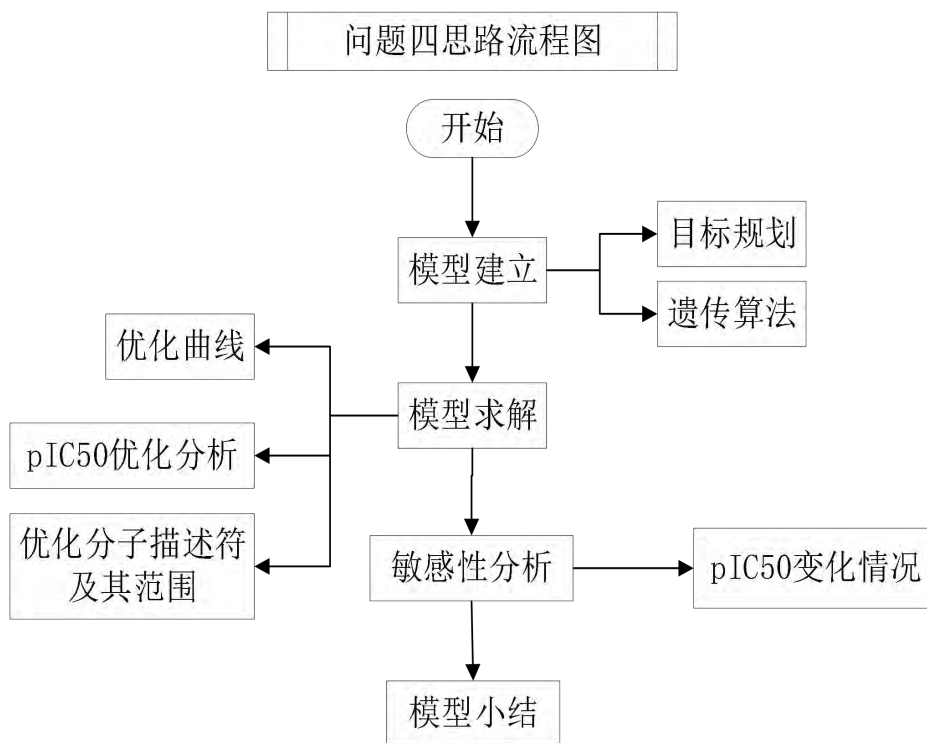 问题四思路流程图
开始
目标规划
模型建立
遗传算法
优化曲线
模型求解
pIC50优化分析
优化分子描述符
及其范围
敏感性分析
pIC50变化情况
模型小结